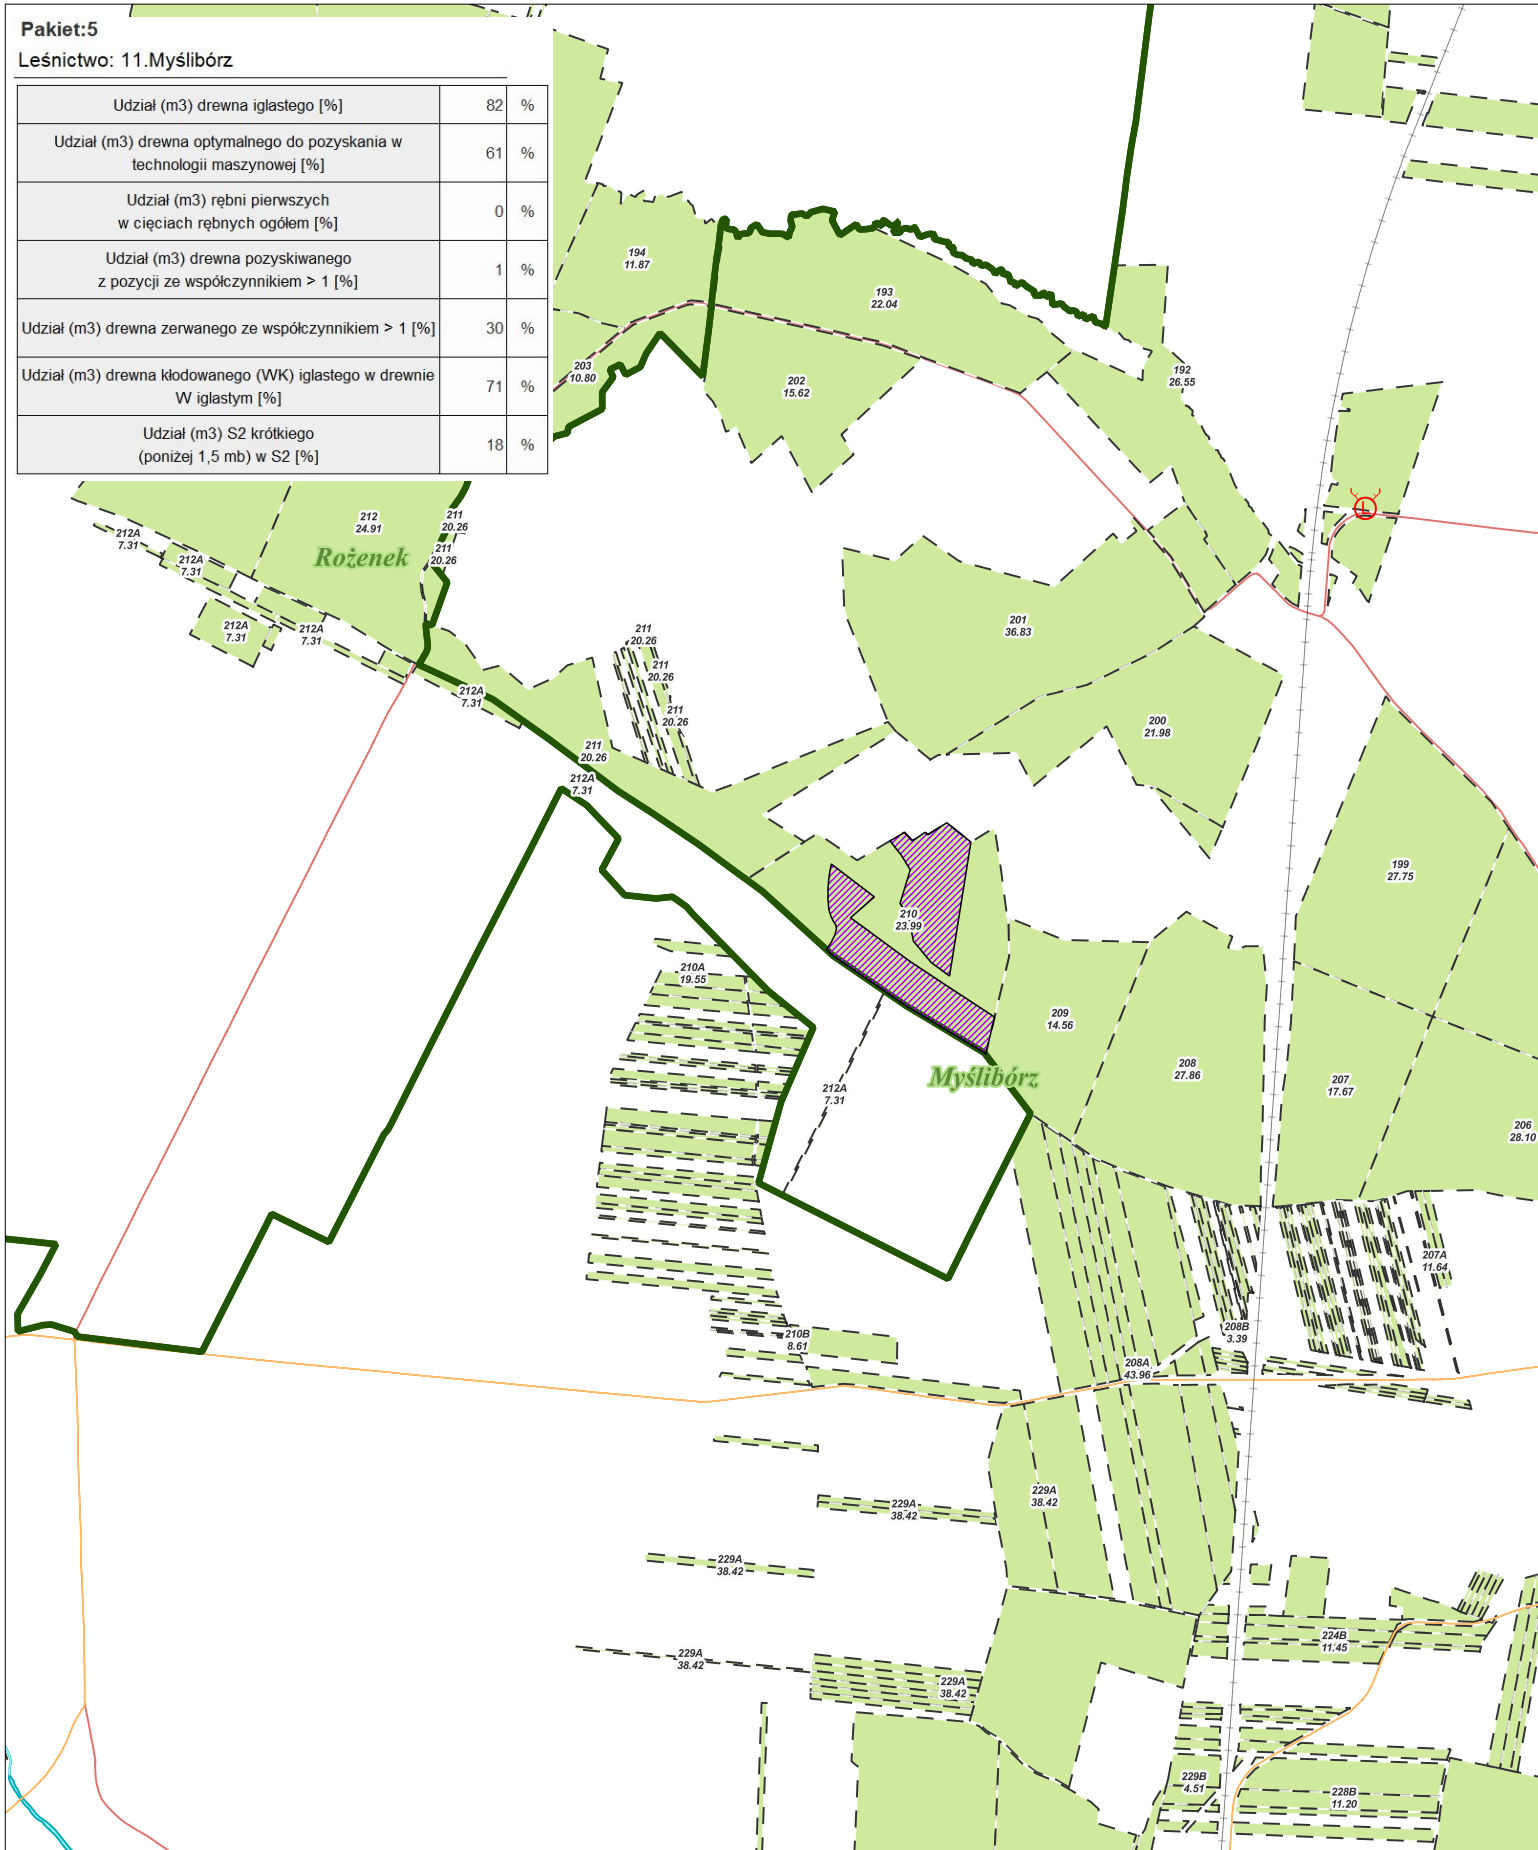 Pakiet:5
Leśnictwo: 11.Myślibórz
Udział (m3) drewna iglastego [%] 82 %
Udział (m3) drewna optymalnego do pozyskania w
technologii maszynowej [%] 61 %
Udział (m3) rębni pierwszych
w cięciach rębnych ogółem [%] 0 %
Udział (m3) drewna pozyskiwanego
z pozycji ze współczynnikiem > 1 [%] 1 %
Udział (m3) drewna zerwanego ze współczynnikiem > 1 [%] 30 %
Udział (m3) drewna kłodowanego (WK) iglastego w drewnie
W iglastym [%] 71 %
Udział (m3) S2 krótkiego
(poniżej 1,5 mb) w S2 [%] 18 %
194
11.87
193
22.04
203
10.80
202
15.62
192
26.55
L
212
24.91
211
20.26
211
20.26
212A
7.31
212A
7.31
Rożenek
212A
7.31
212A
7.31
211
20.26
211
20.26
211
20.26
212A
7.31
201
36.83
200
21.98
211
20.26
212A
7.31
199
27.75
210
23.99
210A
19.55
209
14.56
208
27.86
207
17.67
206
28.10
Myślibórz
212A
7.31
207A
11.64
208B
3.39
210B
8.61
208A
43.96
229A
38.42
229A
38.42
229A
38.42
229A
38.42
229A
38.42
224B
11.45
229B
4.51
228B
11.20